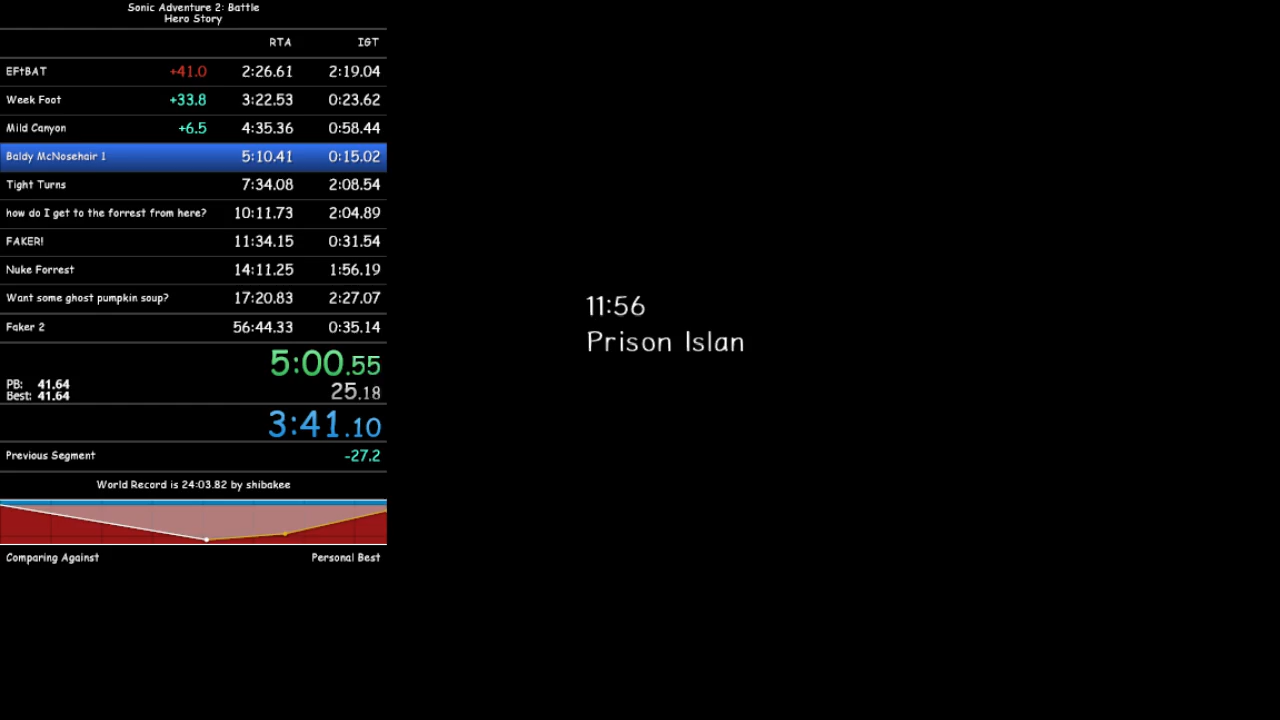 Sonic Adventure 2: Battle
Hero Story
RTA IGT
EFtBAT +41.0 2:26.61 2:19.04
Week Foot +33.8 3:22.53 0:23.62
Mild Canyon +6.5 4:35.36 0:58.44
Baldy McNosehair 1 5:10.41 0:15.02
Tight Turns 7:34.08 2:08.54
how do I get to the forrest from here? 10:11.73 2:04.89
FAKER! 11:34.15 0:31.54
Nuke Forrest 14:11.25 1:56.19
Want some ghost pumpkin soup? 17:20.83 2:27.07
Faker 2 56:44.33 0:35.14
5:00.55
PB: 41.64
Best: 41.64
25.18
3:41.10
Previous Segment -27.2
World Record is 24:03.82 by shibakee
Comparing Against Personal Best
11:56
Prison Islan